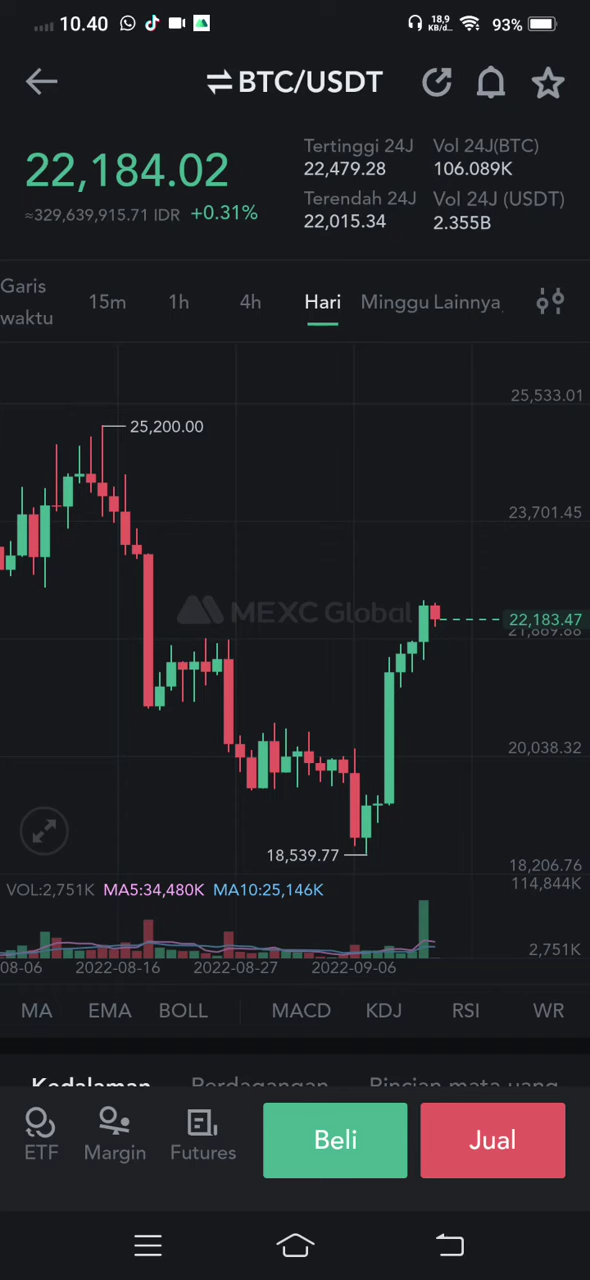 10.40
18,9
KB/d...
93%
BTC/USDT
22,184.02
≈329,639,915.71 IDR +0.31%
Tertinggi 24J
22,479.28
Vol 24J(BTC)
106.089K
Terendah 24J
22,015.34
Vol 24J (USDT)
2.355B
Garis
waktu
15m
1h
4h
Hari
Minggu
Lainnya
25,533.01
25,200.00
23,701.45
MEXC Global
22,183.47
20,038.32
18,539.77
18,206.76
VOL:2,751K MA5:34,480K MA10:25,146K
114,844K
2,751K
08-06
2022-08-16
2022-08-27
2022-09-06
MA
EMA
BOLL
MACD
KDJ
RSI
WR
Kedalaman
Perdagangan
Rincian mata uang
ETF
Margin
Futures
Beli
Jual